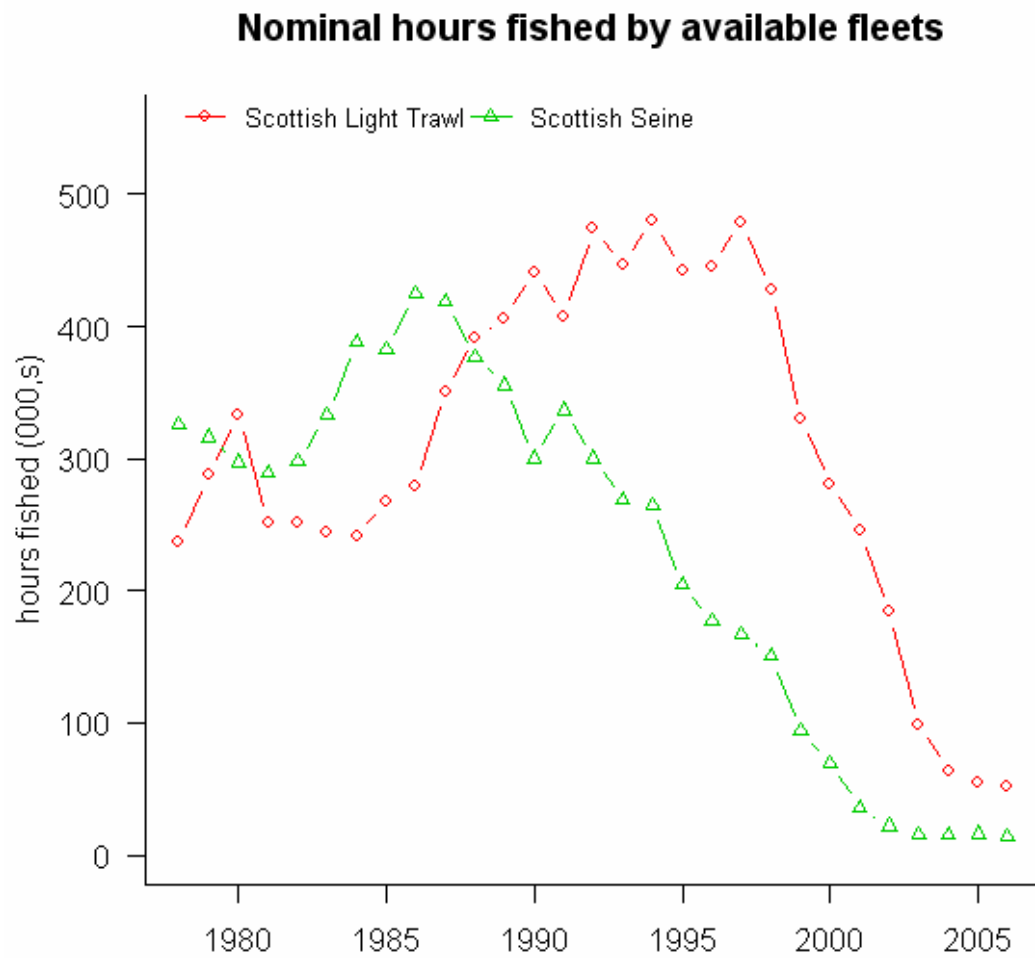 Nominal hours fished by available fleets
Scottish Light Trawl Scottish Seine
hours fished (000,s)
500
400
300
200
100
0
1980 1985 1990 1995 2000 2005